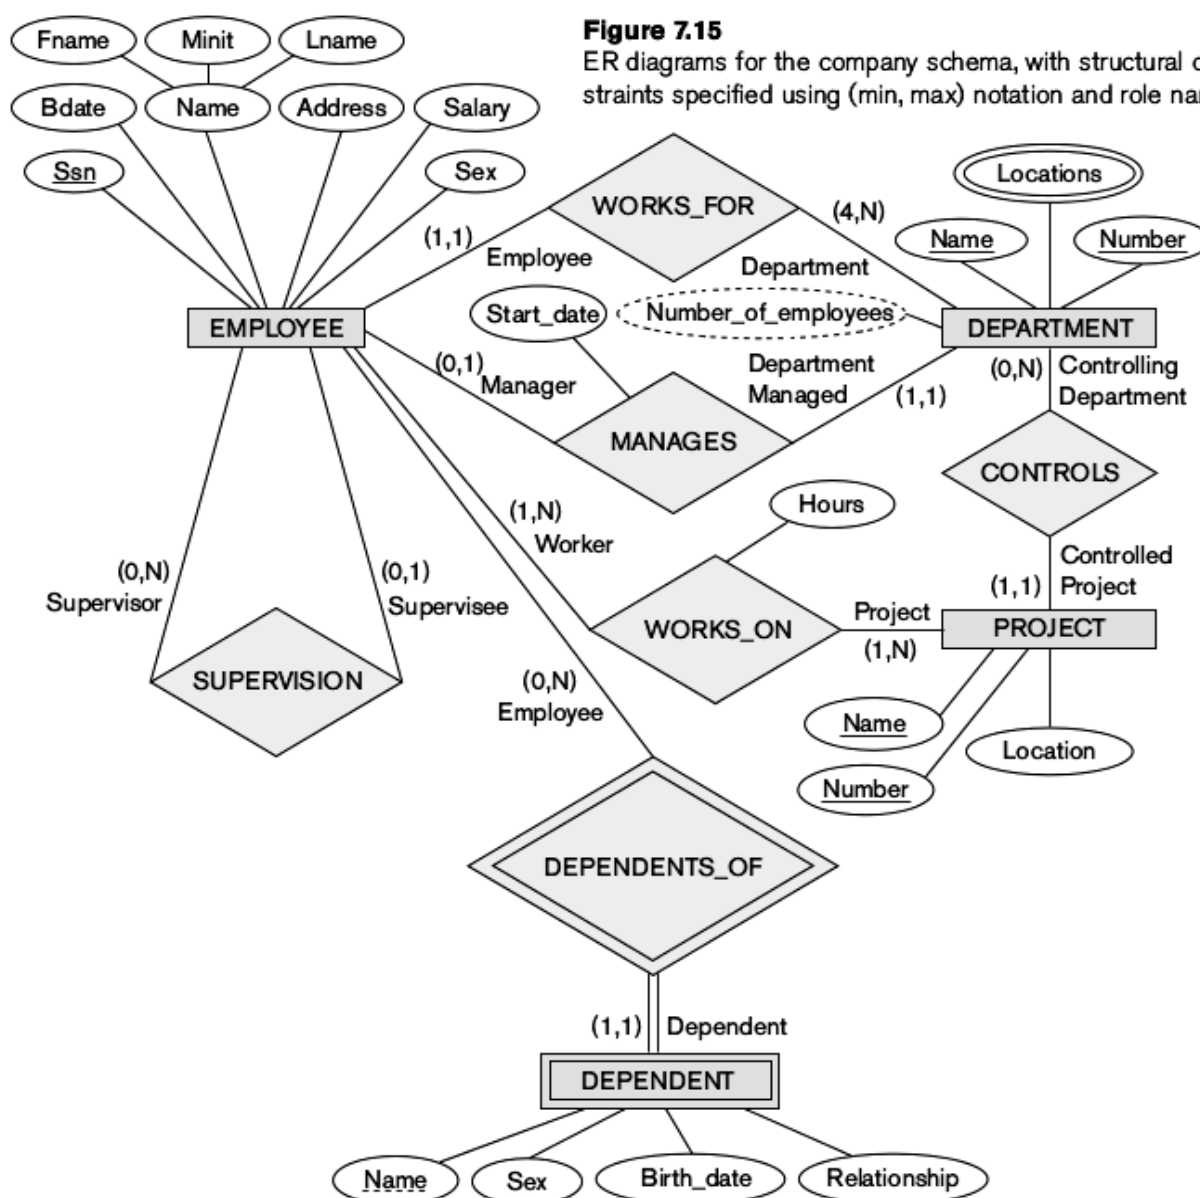 Figure 7.15
ER diagrams for the company schema, with structural c
straints specified using (min, max) notation and role na
Fname
Minit
Lname
Bdate
Name
Address
Salary
Ssn
Sex
WORKS_FOR
Locations
(1,1)
Employee
(4,N)
Department
Name
Number
EMPLOYEE
Start_date
Number_of_employees
DEPARTMENT
(0,1)
Manager
Department
Managed
(1,1)
(0,N)
Controlling
Department
MANAGES
CONTROLS
Hours
(1,N)
Worker
(0,N)
Supervisor
(0,1)
Supervisee
Controlled
Project
(1,1)
WORKS_ON
Project
(1,N)
PROJECT
SUPERVISION
(0,N)
Employee
Name
Number
Location
DEPENDENTS_OF
(1,1)
Dependent
DEPENDENT
Name
Sex
Birth_date
Relationship